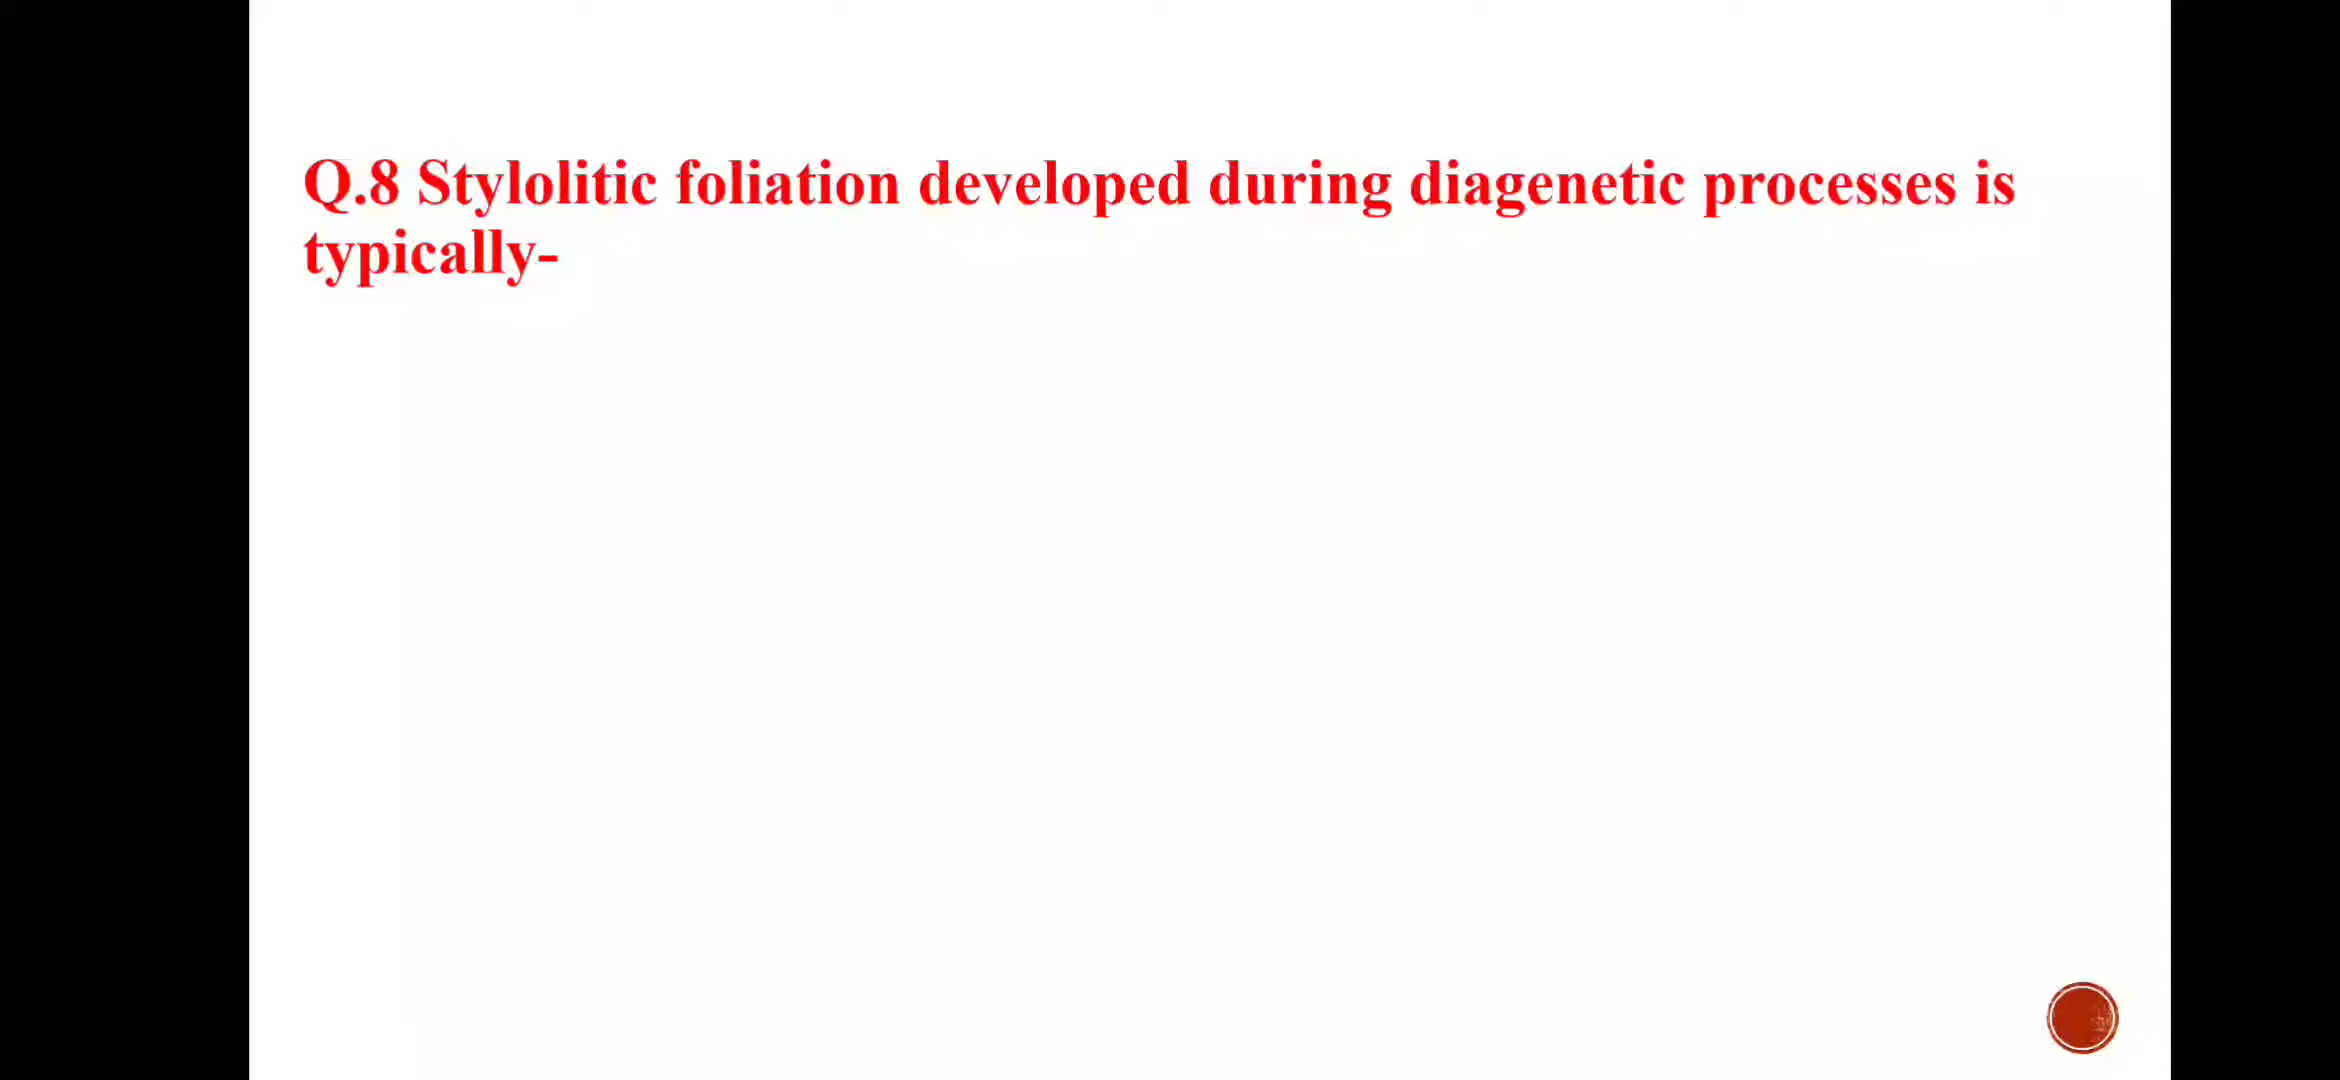 Q.8 Stylolitic foliation developed during diagenetic processes is
typically-